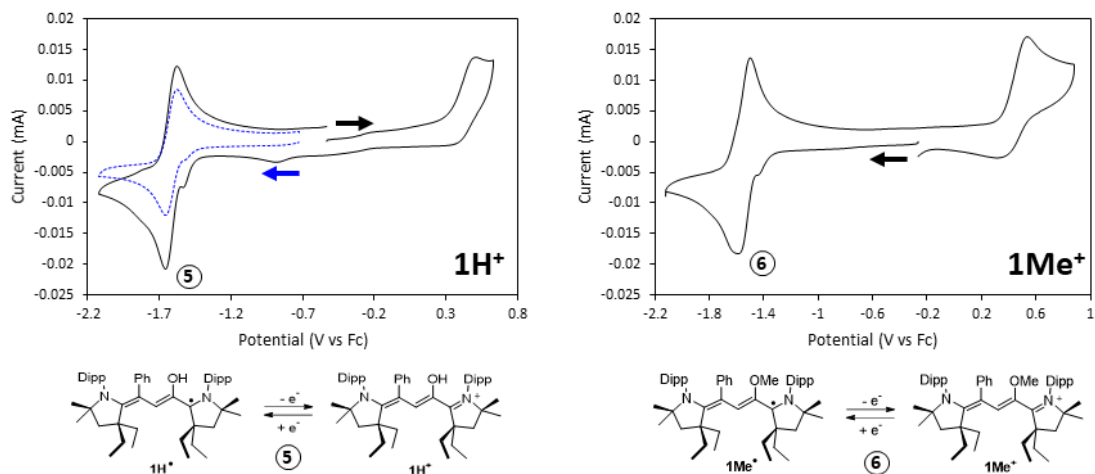 0.02
0.015
0.01
0.005
0
-0.005
-0.01
-0.015
-0.02
-0.025
Current (mA)
-2.2 -1.7 -1.2 -0.7 -0.2 0.3 0.8
Potential (V vs Fc)
5
1H+
0.02
0.015
0.01
0.005
0
-0.005
-0.01
-0.015
-0.02
-0.025
Current (mA)
-2.2 -1.8 -1.4 -1 -0.6 -0.2 0.2 0.6 1
Potential (V vs Fc)
6
1Me+
Dipp Ph OH Dipp
N N
1H•
- e-
+ e-
5
Dipp Ph OH Dipp
N N+
1H+
Dipp Ph OMe Dipp
N N
1Me•
- e-
+ e-
6
Dipp Ph OMe Dipp
N N+
1Me+